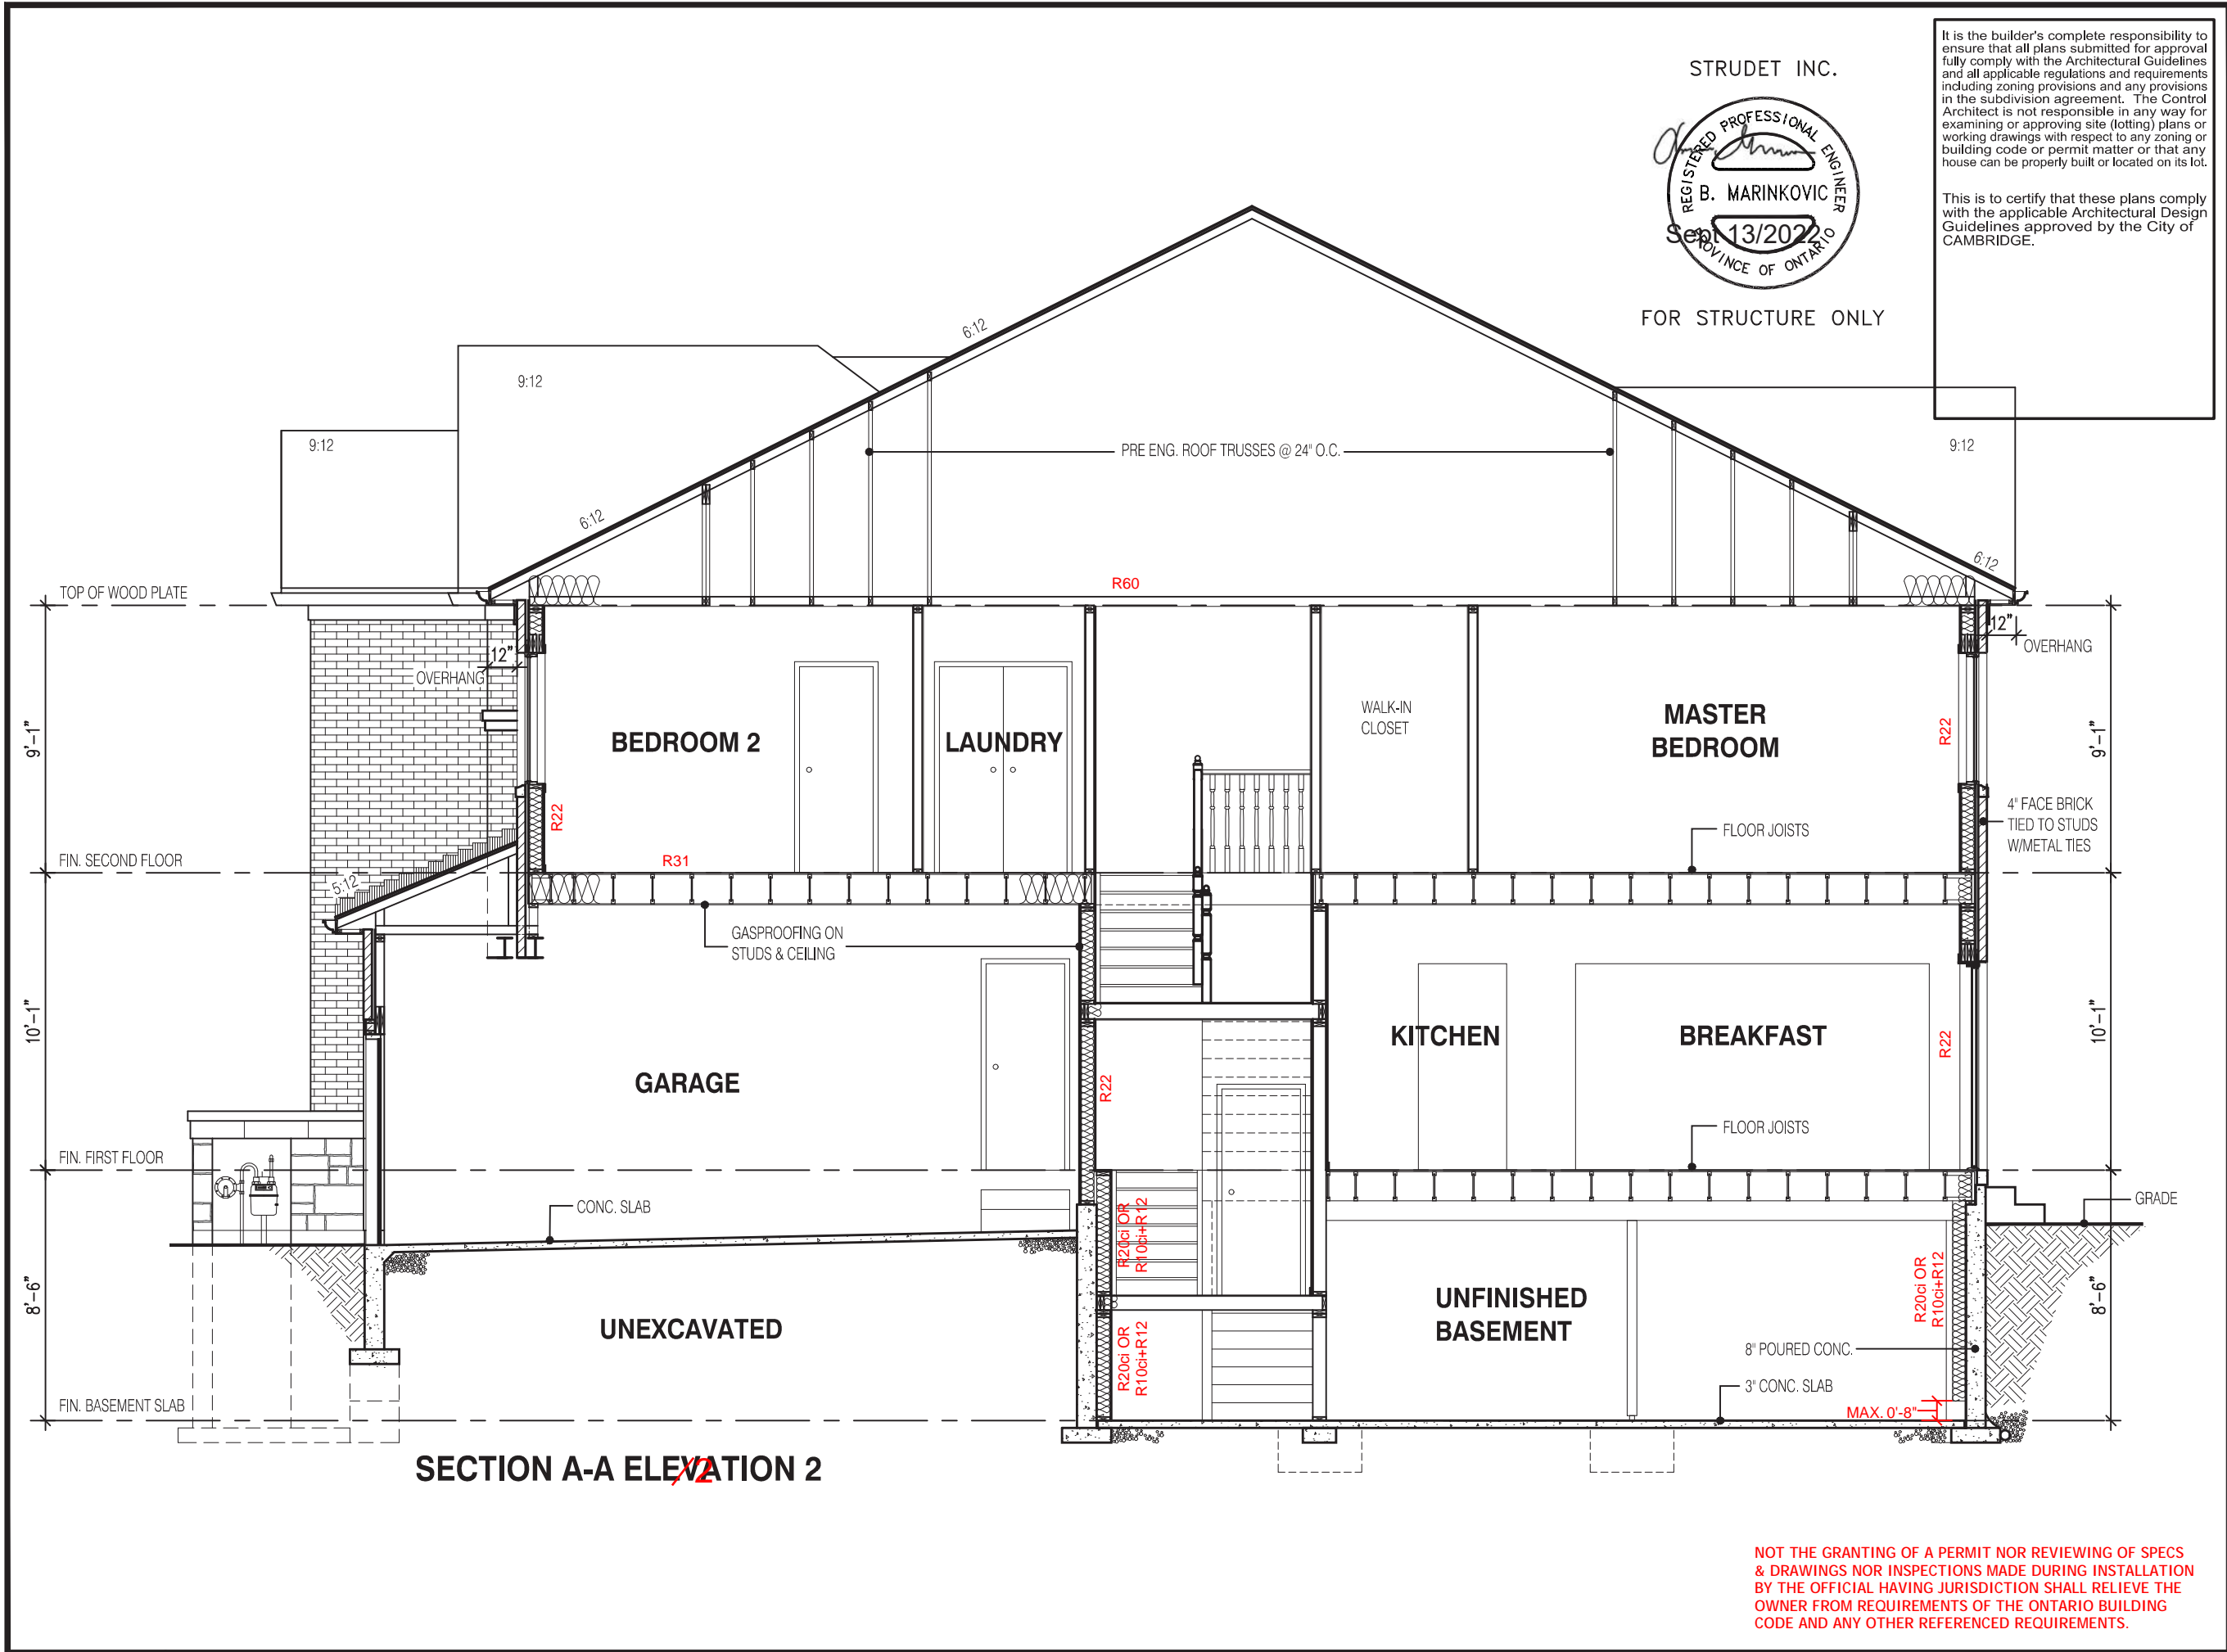 STRUDET INC.
REGISTERED PROFESSIONAL ENGINEER
B. MARINKOVIC
Sept 13/2022
PROVINCE OF ONTARIO
FOR STRUCTURE ONLY
It is the builder's complete responsibility to
ensure that all plans submitted for approval
fully comply with the Architectural Guidelines
and all applicable regulations and requirements
including zoning provisions and any provisions
in the subdivision agreement. The Control
Architect is not responsible in any way for
examining or approving site (lotting) plans or
working drawings with respect to any zoning or
building code or permit matter or that any
house can be properly built or located on its lot.
This is to certify that these plans comply
with the applicable Architectural Design
Guidelines approved by the City of
CAMBRIDGE.
6:12
9:12
9:12
9:12
PRE ENG. ROOF TRUSSES @ 24" O.C.
6:12
6:12
R60
TOP OF WOOD PLATE
12"
OVERHANG
12"
OVERHANG
9'-1"
BEDROOM 2
LAUNDRY
WALK-IN
CLOSET
MASTER
BEDROOM
R22
9'-1"
R22
4" FACE BRICK
TIED TO STUDS
W/METAL TIES
FLOOR JOISTS
FIN. SECOND FLOOR
R31
5:12
GASPROOFING ON
STUDS & CEILING
10'-1"
GARAGE
R22
KITCHEN
BREAKFAST
R22
10'-1"
FLOOR JOISTS
FIN. FIRST FLOOR
CONC. SLAB
R20ci OR
R10ci+R12
GRADE
8'-6"
UNEXCAVATED
R20ci OR
R10ci+R12
UNFINISHED
BASEMENT
R20ci OR
R10ci+R12
8'-6"
8" POURED CONC.
3" CONC. SLAB
MAX. 0'-8"
FIN. BASEMENT SLAB
SECTION A-A ELEVATION 2
/2
NOT THE GRANTING OF A PERMIT NOR REVIEWING OF SPECS
& DRAWINGS NOR INSPECTIONS MADE DURING INSTALLATION
BY THE OFFICIAL HAVING JURISDICTION SHALL RELIEVE THE
OWNER FROM REQUIREMENTS OF THE ONTARIO BUILDING
CODE AND ANY OTHER REFERENCED REQUIREMENTS.